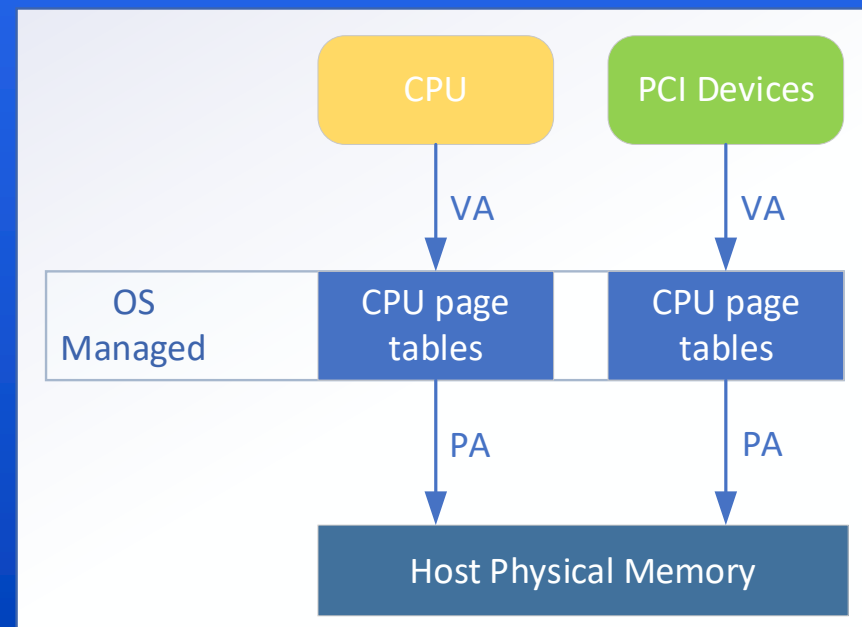 CPU
PCI Devices
VA
VA
OS
Managed
CPU page
tables
CPU page
tables
PA
PA
Host Physical Memory